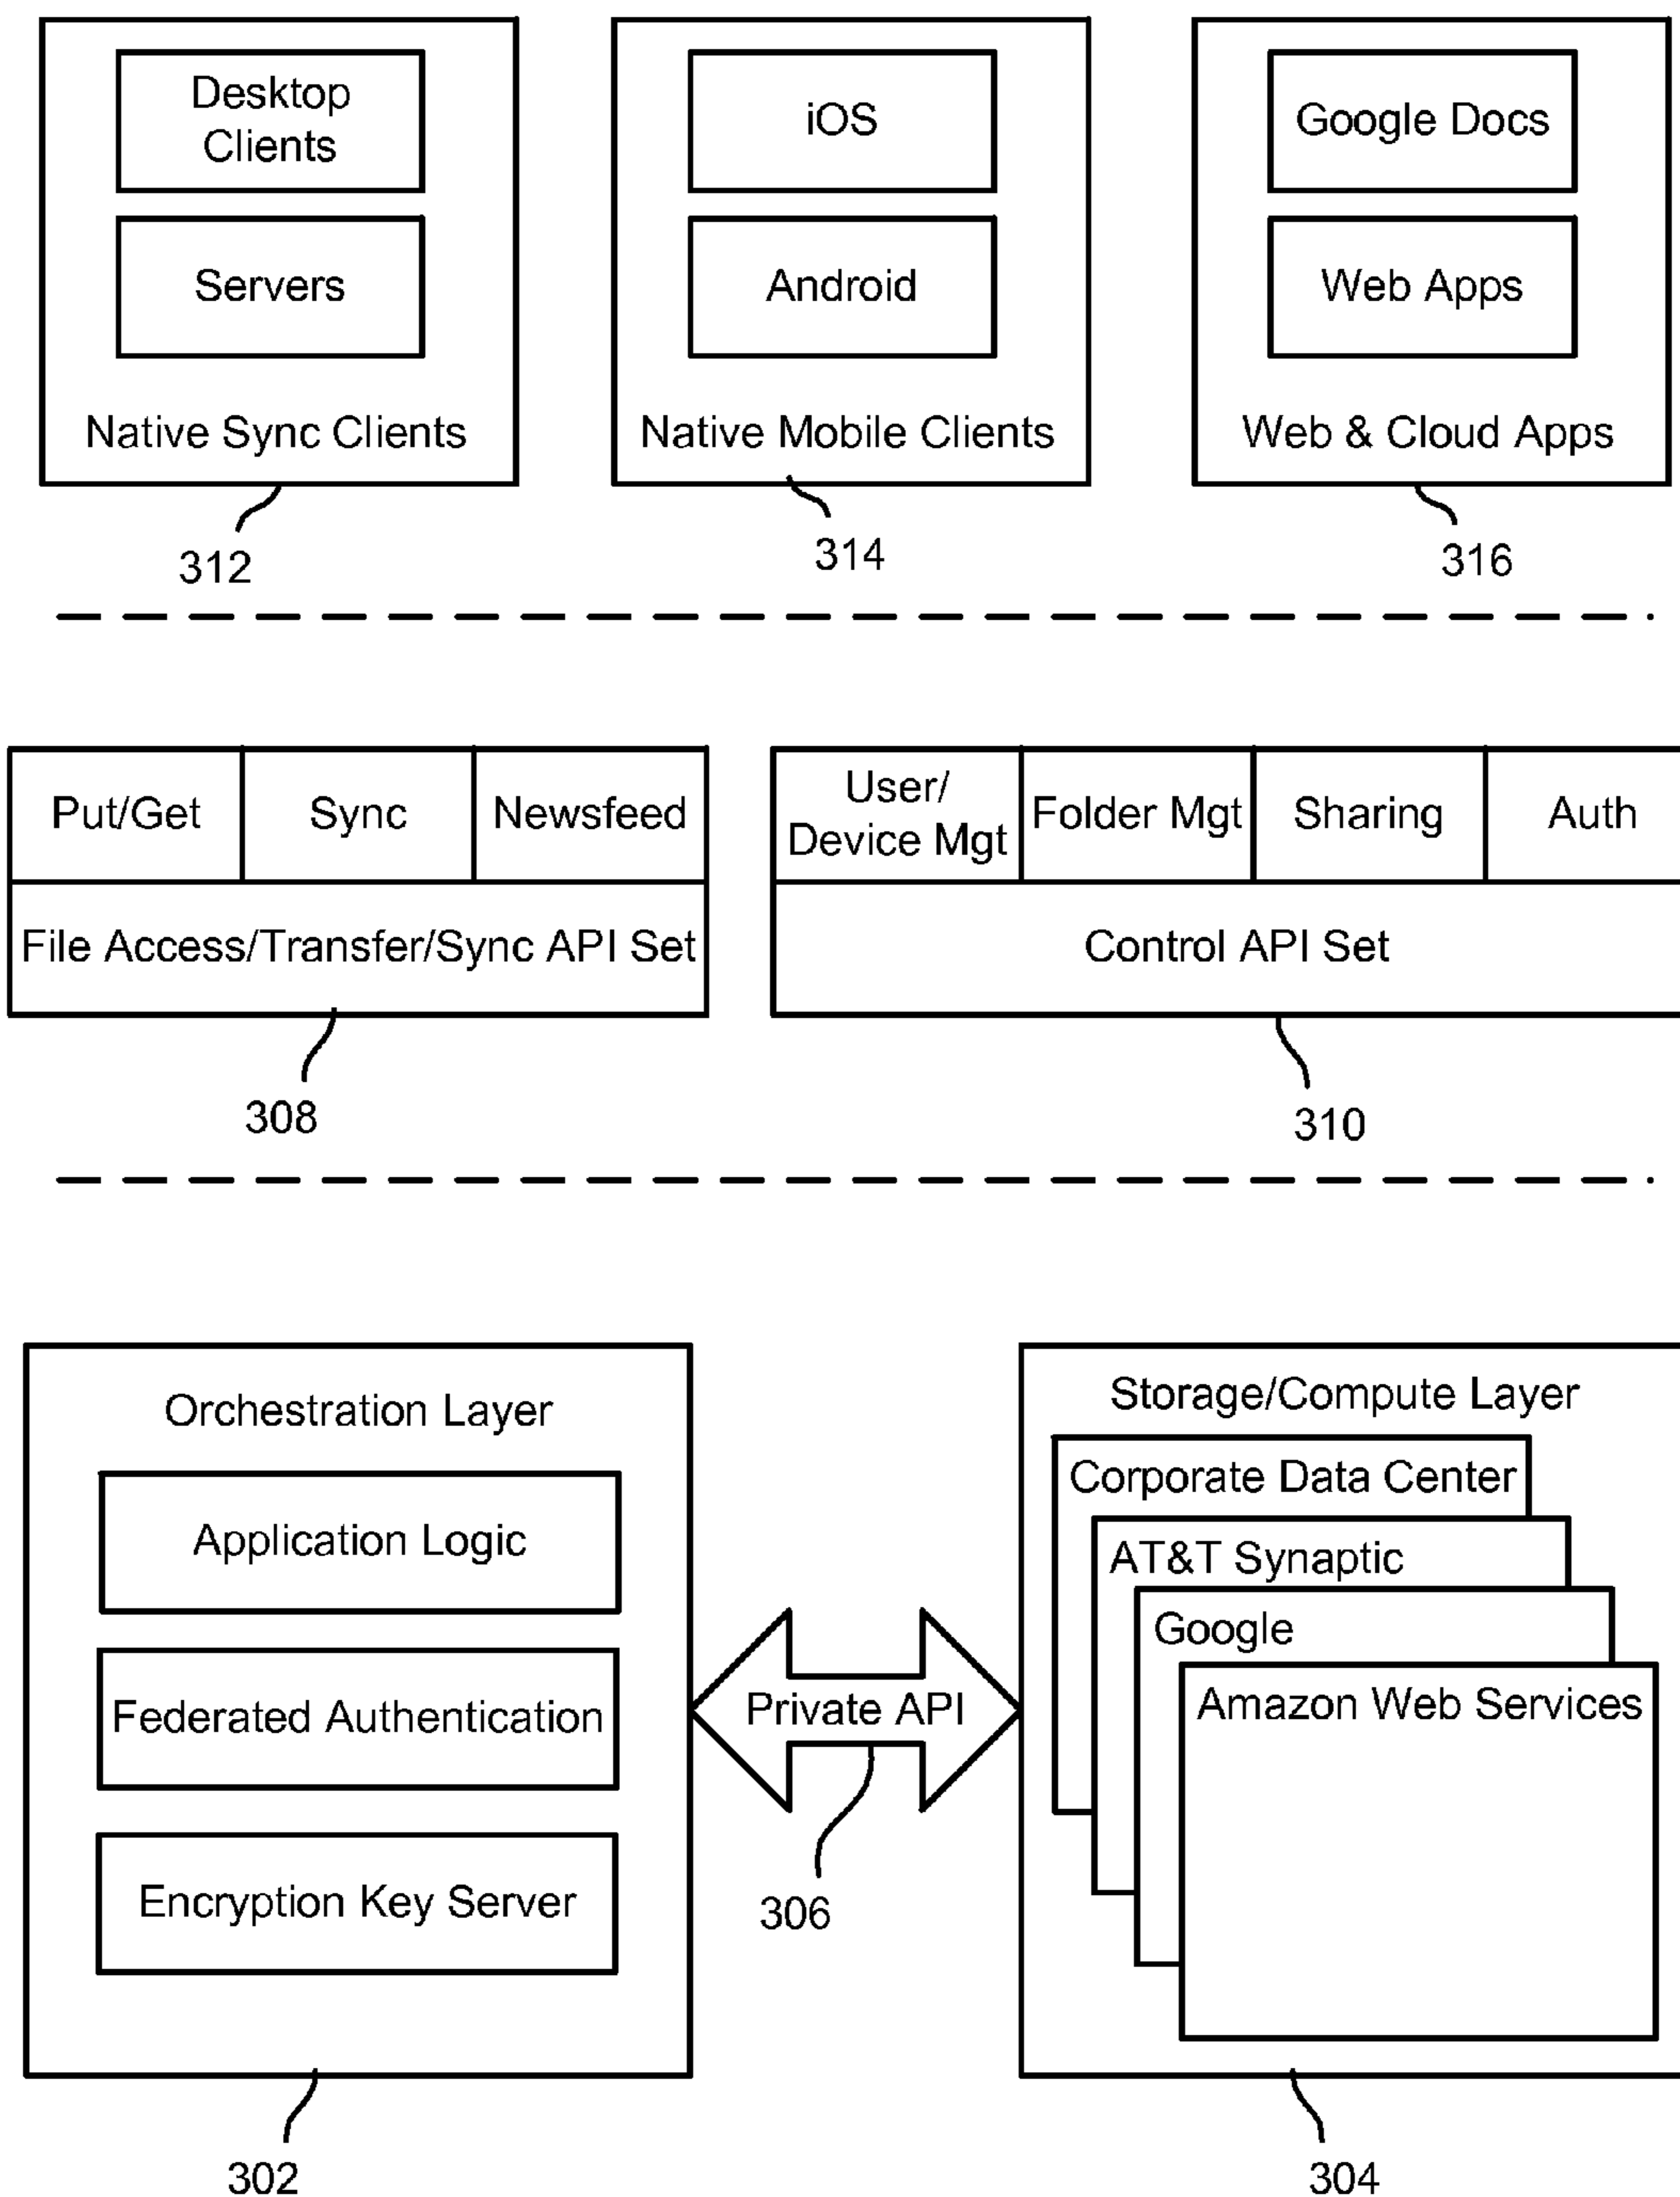 Desktop
Clients
Servers
Native Sync Clients
312
iOS
Android
Native Mobile Clients
314
Google Docs
Web Apps
Web & Cloud Apps
316
Put/Get
Sync
Newsfeed
File Access/Transfer/Sync API Set
308
User/
Device Mgt
Folder Mgt
Sharing
Auth
Control API Set
310
Orchestration Layer
Application Logic
Federated Authentication
Encryption Key Server
302
Private API
306
Storage/Compute Layer
Corporate Data Center
AT&T Synaptic
Google
Amazon Web Services
304